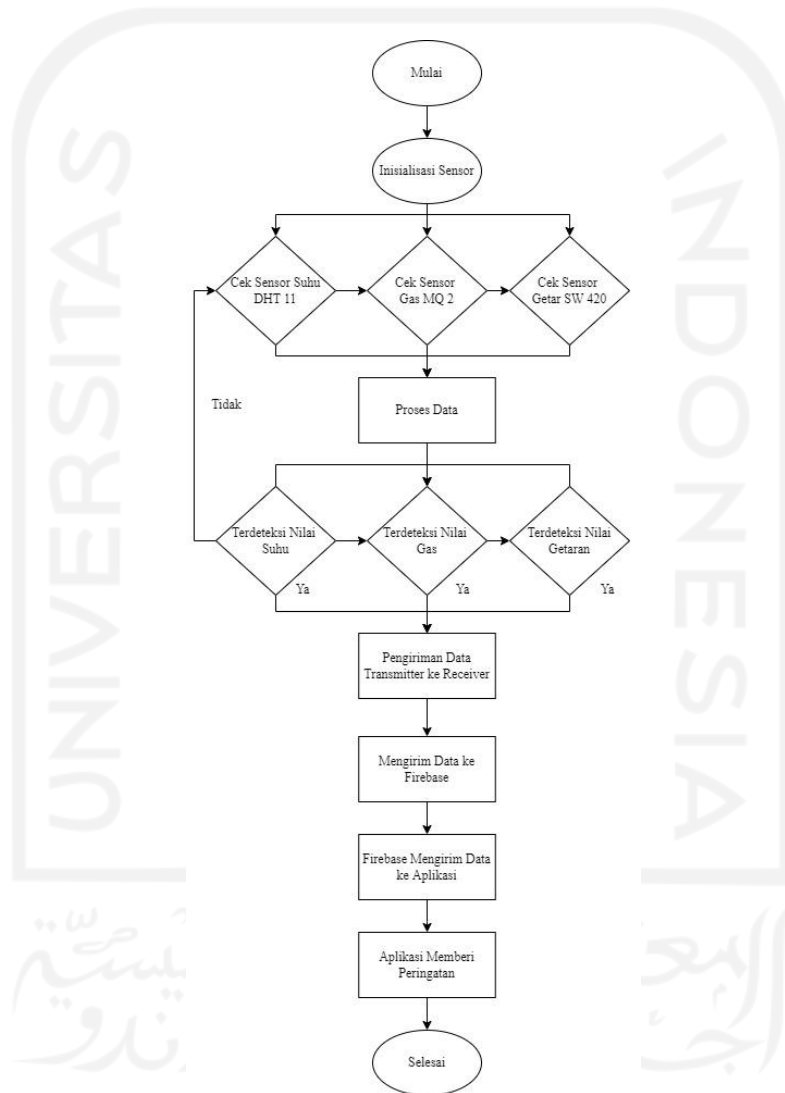 Mulai
Inisialisasi Sensor
Cek Sensor Suhu
DHT 11
Cek Sensor
Gas MQ 2
Cek Sensor
Getar SW 420
Tidak
Proses Data
Terdeteksi Nilai
Suhu
Terdeteksi Nilai
Gas
Terdeteksi Nilai
Getaran
Ya
Ya
Ya
Pengiriman Data
Transmitter ke Receiver
Mengirim Data ke
Firebase
Firebase Mengirim Data
ke Aplikasi
Aplikasi Memberi
Peringatan
Selesai
UNIVERSITAS
INDONESIA